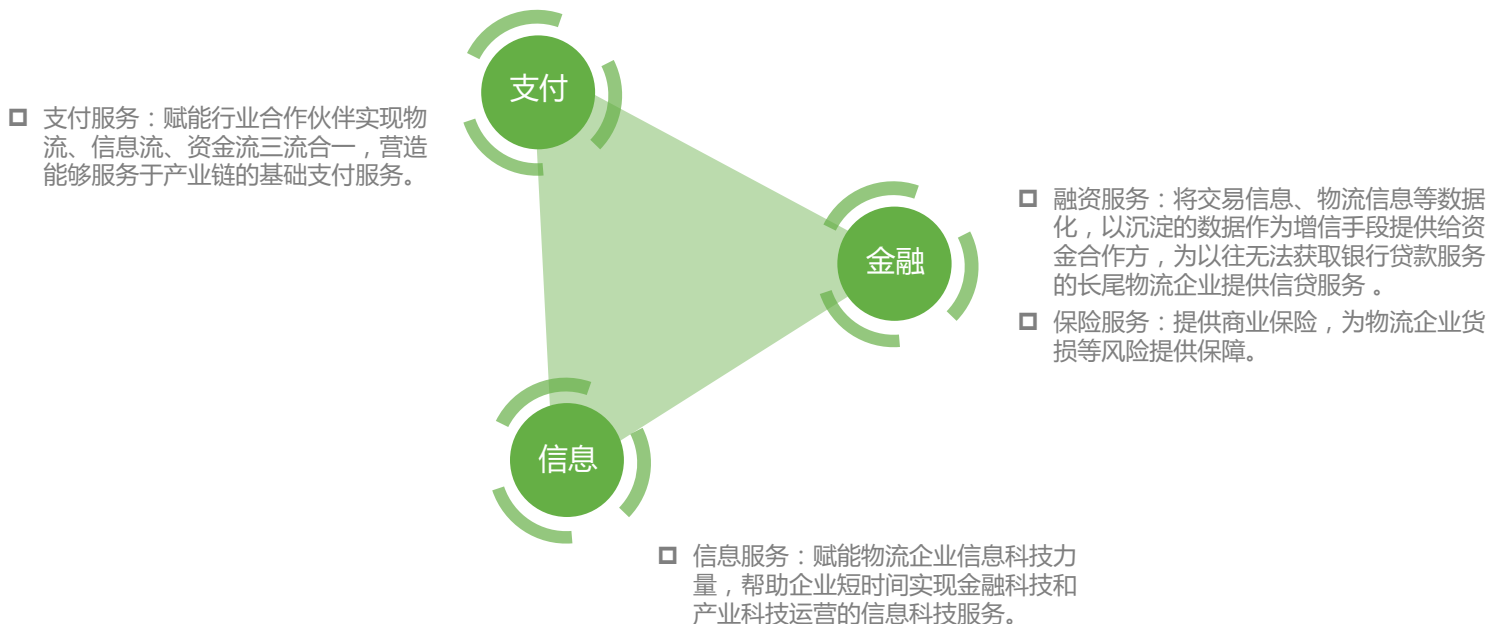 支付
支付服务：赋能行业合作伙伴实现物
流、信息流、资金流三流合一，营造
能够服务于产业链的基础支付服务。
金融
融资服务：将交易信息、物流信息等数据
化，以沉淀的数据作为增信手段提供给资
金合作方，为以往无法获取银行贷款服务
的长尾物流企业提供信贷服务 。
保险服务：提供商业保险，为物流企业货
损等风险提供保障。
信息
信息服务：赋能物流企业信息科技力
量，帮助企业短时间实现金融科技和
产业科技运营的信息科技服务。